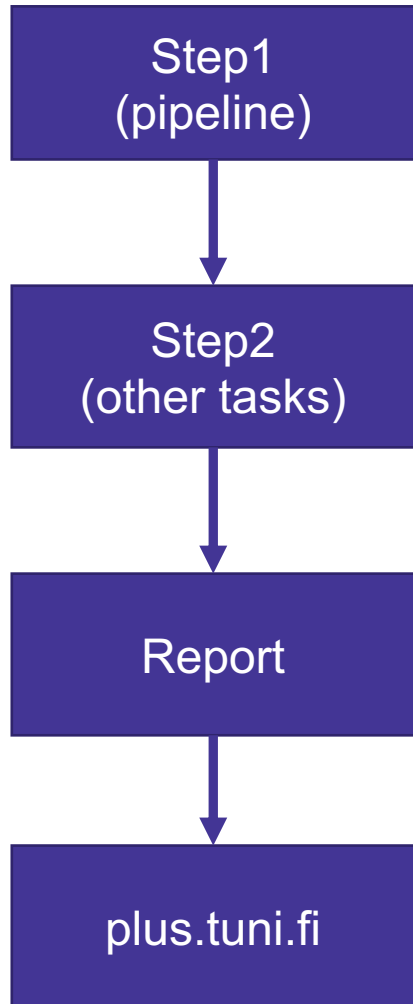 Step1
(pipeline)
Step2
(other tasks)
Report
plus.tuni.fi